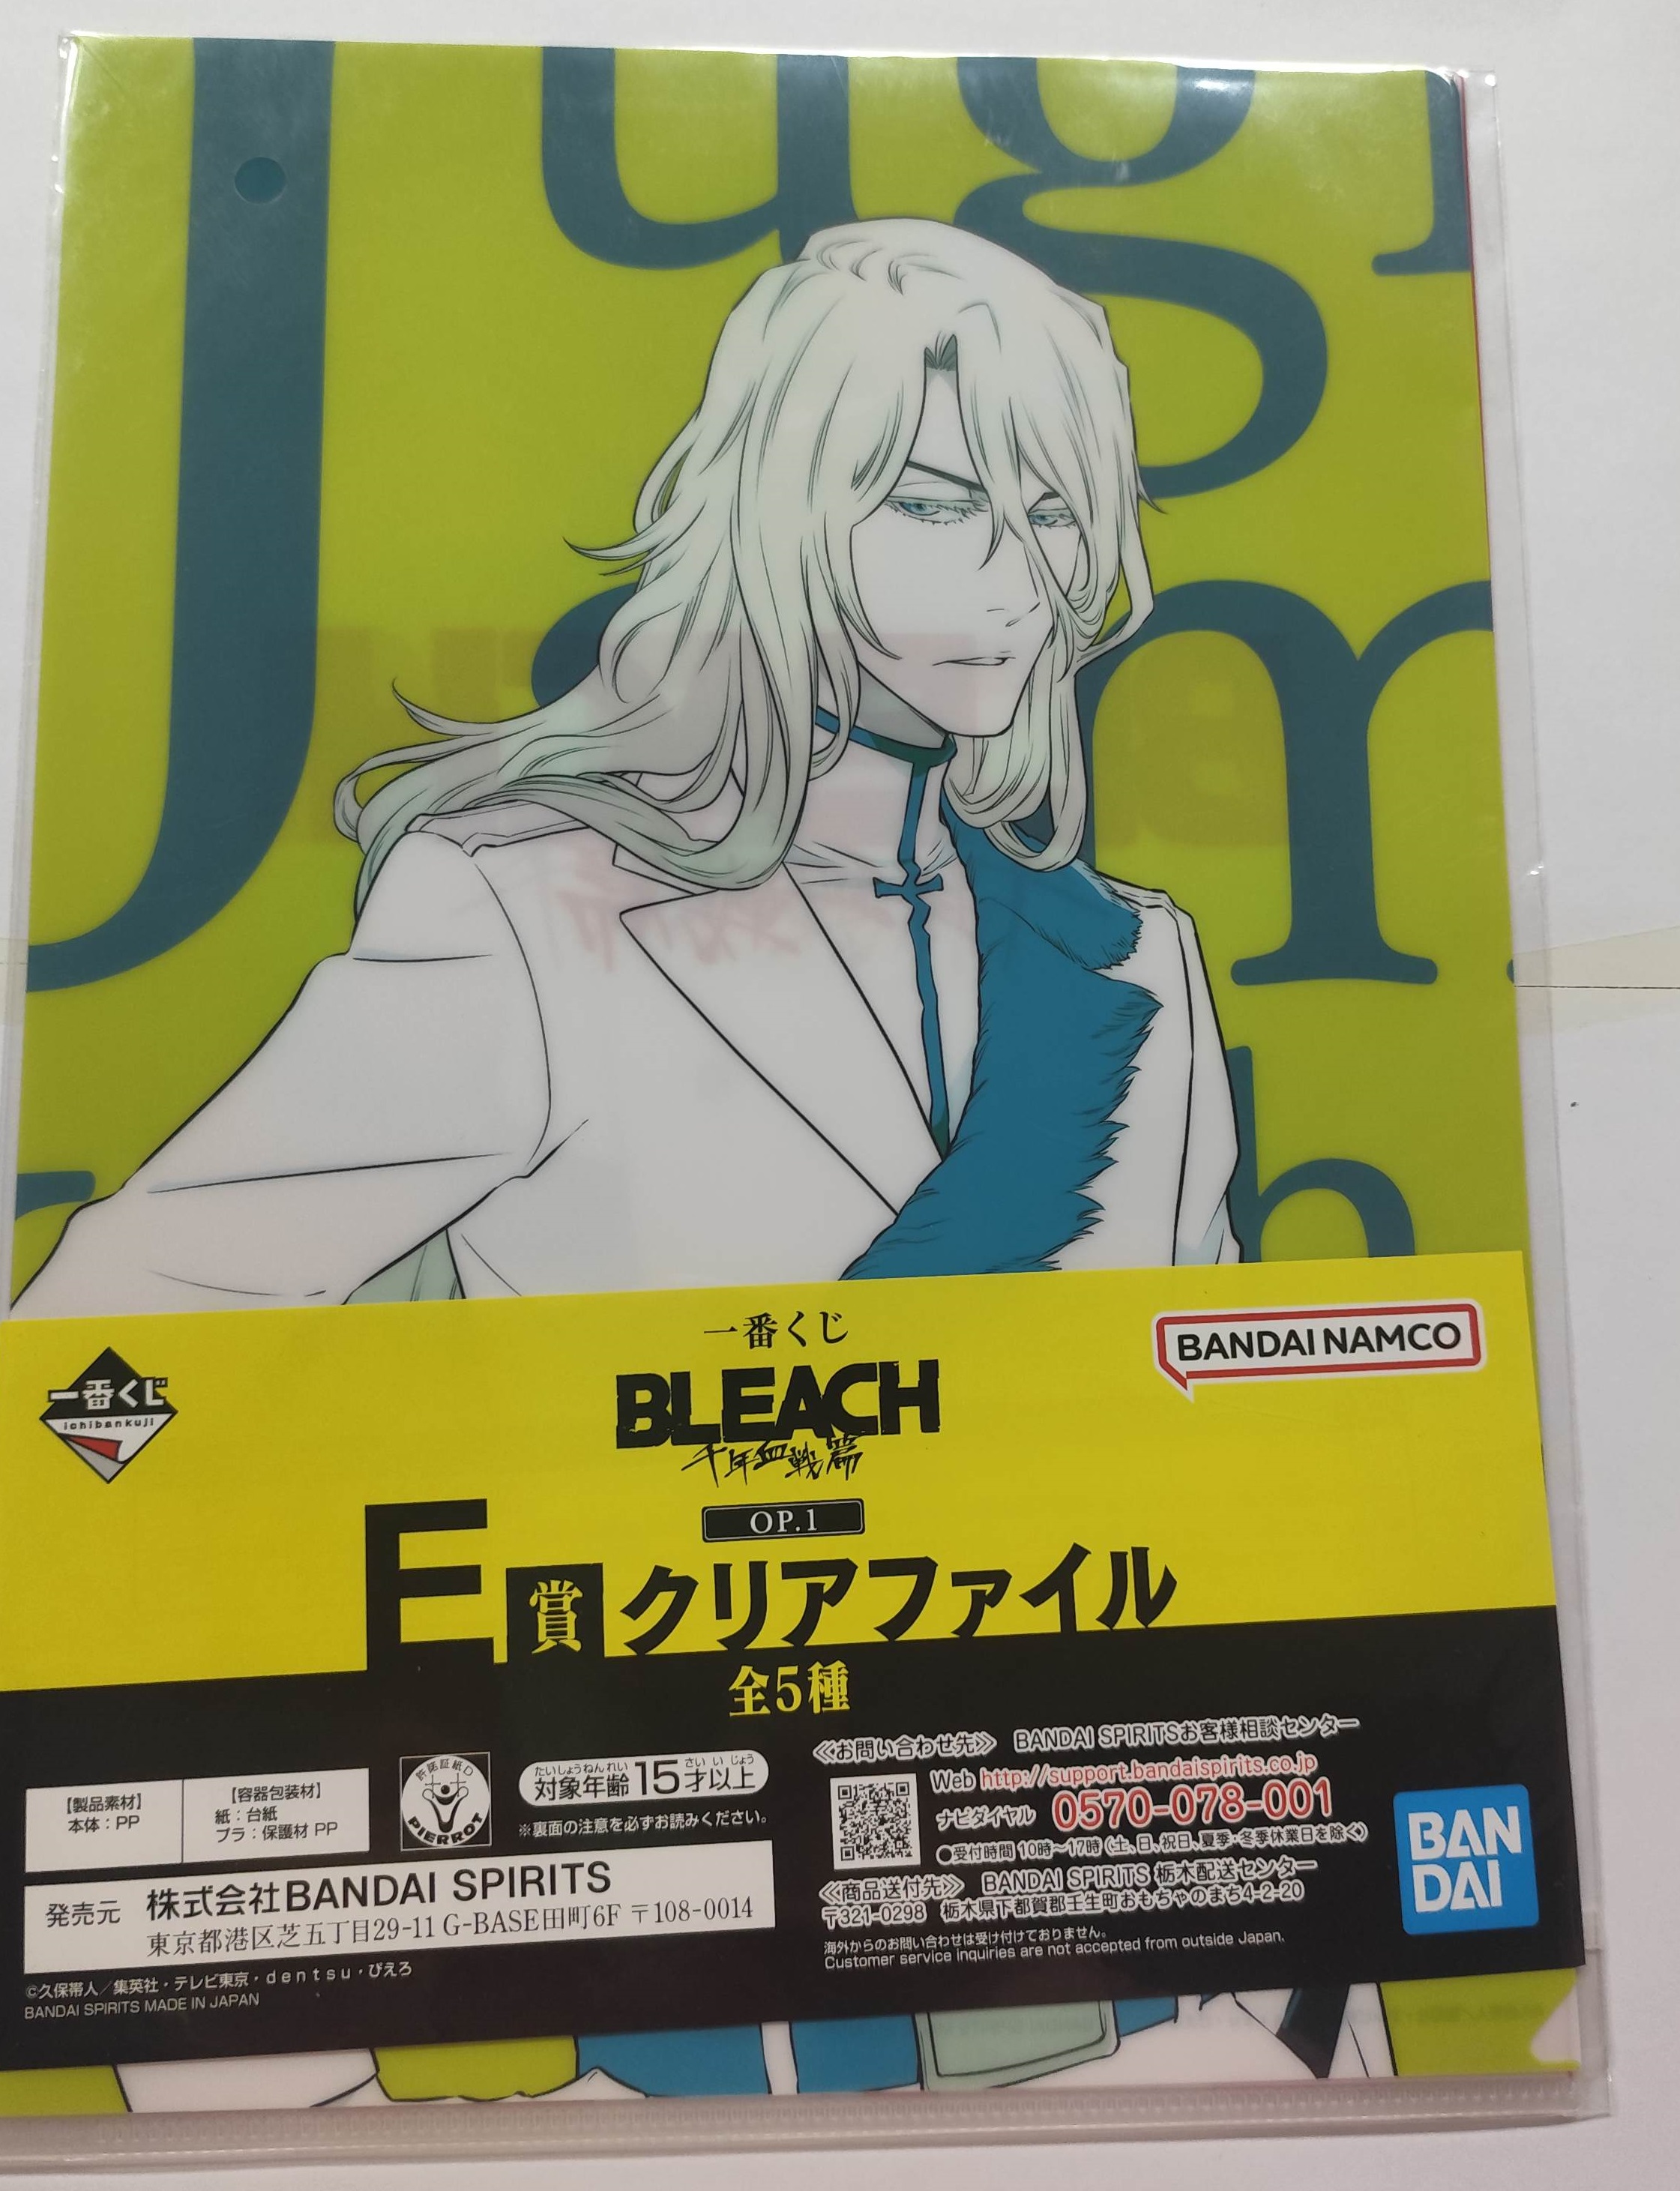 J ugr
a m
h
一番くじ
BLEACH
千年血戦篇
一番くじ
ichibankuji
BANDAI NAMCO
OP.1
E賞クリアファイル
全5種
【製品素材】
本体：PP
【容器包装材】
紙：台紙
プラ：保護材 PP
許諾証紙D
PIERROT
たいしょうねんれい さい い じょう
対象年齢15才以上
※裏面の注意を必ずお読みください。
発売元 株式会社BANDAI SPIRITS
東京都港区芝五丁目29-11 G-BASE田町6F 〒108-0014
©久保帯人／集英社・テレビ東京・dentsu・ぴえろ
BANDAI SPIRITS MADE IN JAPAN
≪お問い合わせ先≫ BANDAI SPIRITSお客様相談センター
Web http://support.bandaispirits.co.jp
ナビダイヤル 0570-078-001
●受付時間 10時～17時（土、日、祝日、夏季・冬季休業日を除く）
≪商品送付先≫ BANDAI SPIRITS 栃木配送センター
〒321-0298 栃木県下都賀郡壬生町おもちゃのまち4-2-20
海外からのお問い合わせは受け付けておりません。
Customer service inquiries are not accepted from outside Japan.
BAN
DAI